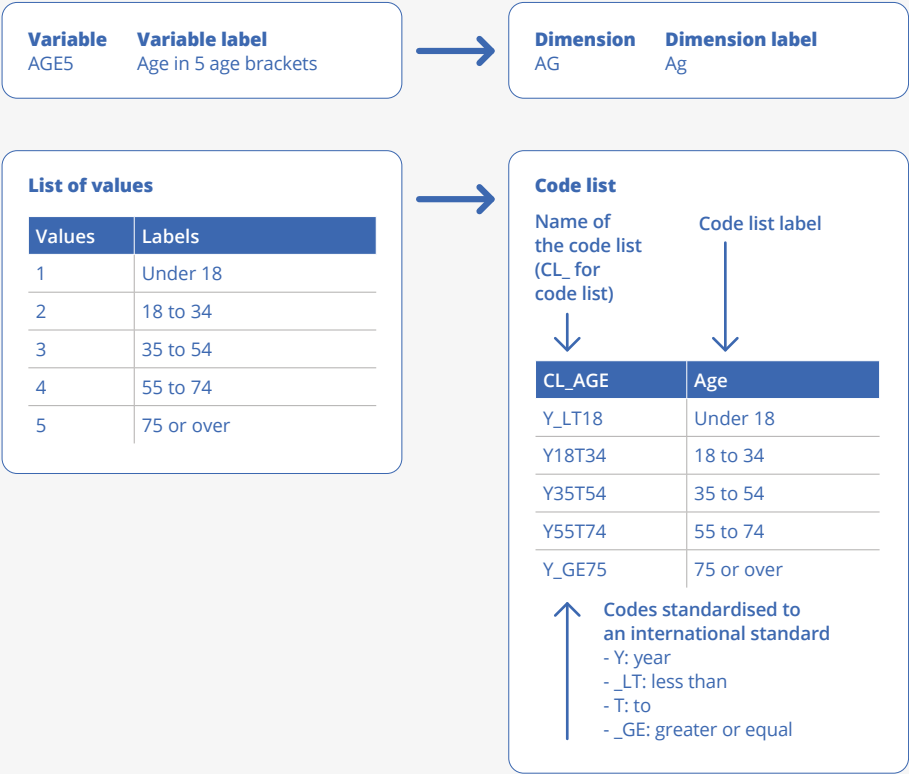 Variable Variable label
AGE5 Age in 5 age brackets
Dimension Dimension label
AG Ag
List of values
Values Labels
1 Under 18
2 18 to 34
3 35 to 54
4 55 to 74
5 75 or over
Code list
Name of
the code list
(CL_ for
code list)
Code list label
CL_AGE Age
Y_LT18 Under 18
Y18T34 18 to 34
Y35T54 35 to 54
Y55T74 55 to 74
Y_GE75 75 or over
Codes standardised to
an international standard
- Y: year
- _LT: less than
- T: to
- _GE: greater or equal